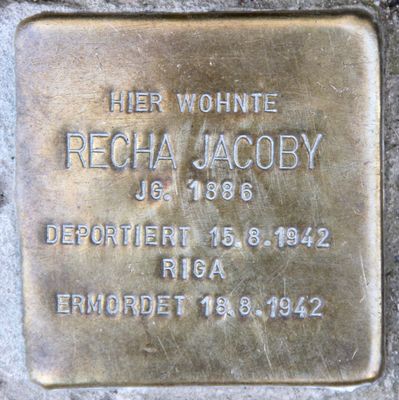 HIER WOHNTE
RECHA JACOBY
JG. 1886
DEPORTIERT 15.8.1942
RIGA
ERMORDET 18.8.1942